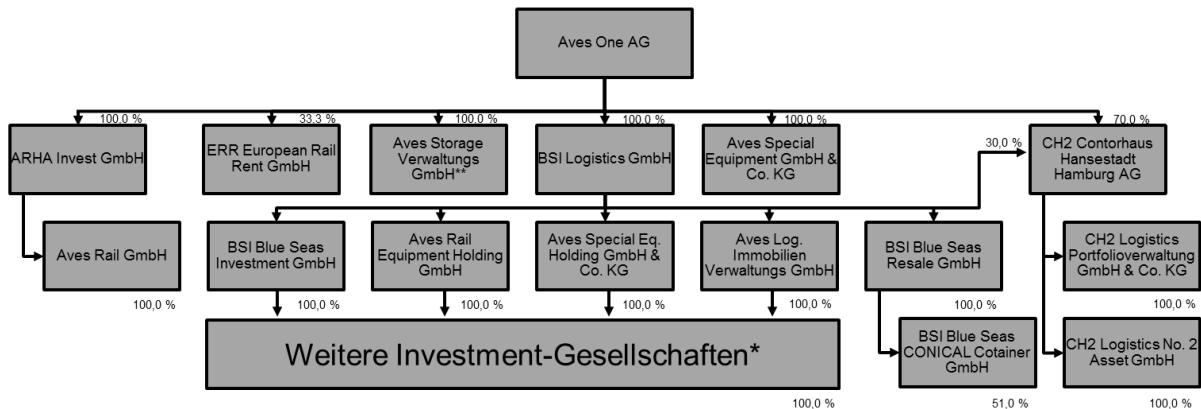 Aves One AG
100,0 %
33,3 %
100,0 %
100,0 %
100,0 %
70,0 %
ARHA Invest GmbH
ERR European Rail
Rent GmbH
Aves Storage
Verwaltungs
GmbH**
BSI Logistics GmbH
Aves Special
Equipment GmbH &
Co. KG
30,0 %
CH2 Contorhaus
Hansestadt
Hamburg AG
Aves Rail GmbH
BSI Blue Seas
Investment GmbH
Aves Rail
Equipment Holding
GmbH
Aves Special Eq.
Holding GmbH &
Co. KG
Aves Log.
Immobilien
Verwaltungs GmbH
BSI Blue Seas
Resale GmbH
CH2 Logistics
Portfolioverwaltung
GmbH & Co. KG
100,0 %
100,0 %
100,0 %
100,0 %
100,0 %
100,0 %
100,0 %
Weitere Investment-Gesellschaften*
BSI Blue Seas
CONICAL Cotainer
GmbH
CH2 Logistics No. 2
Asset GmbH
100,0 %
51,0 %
100,0 %